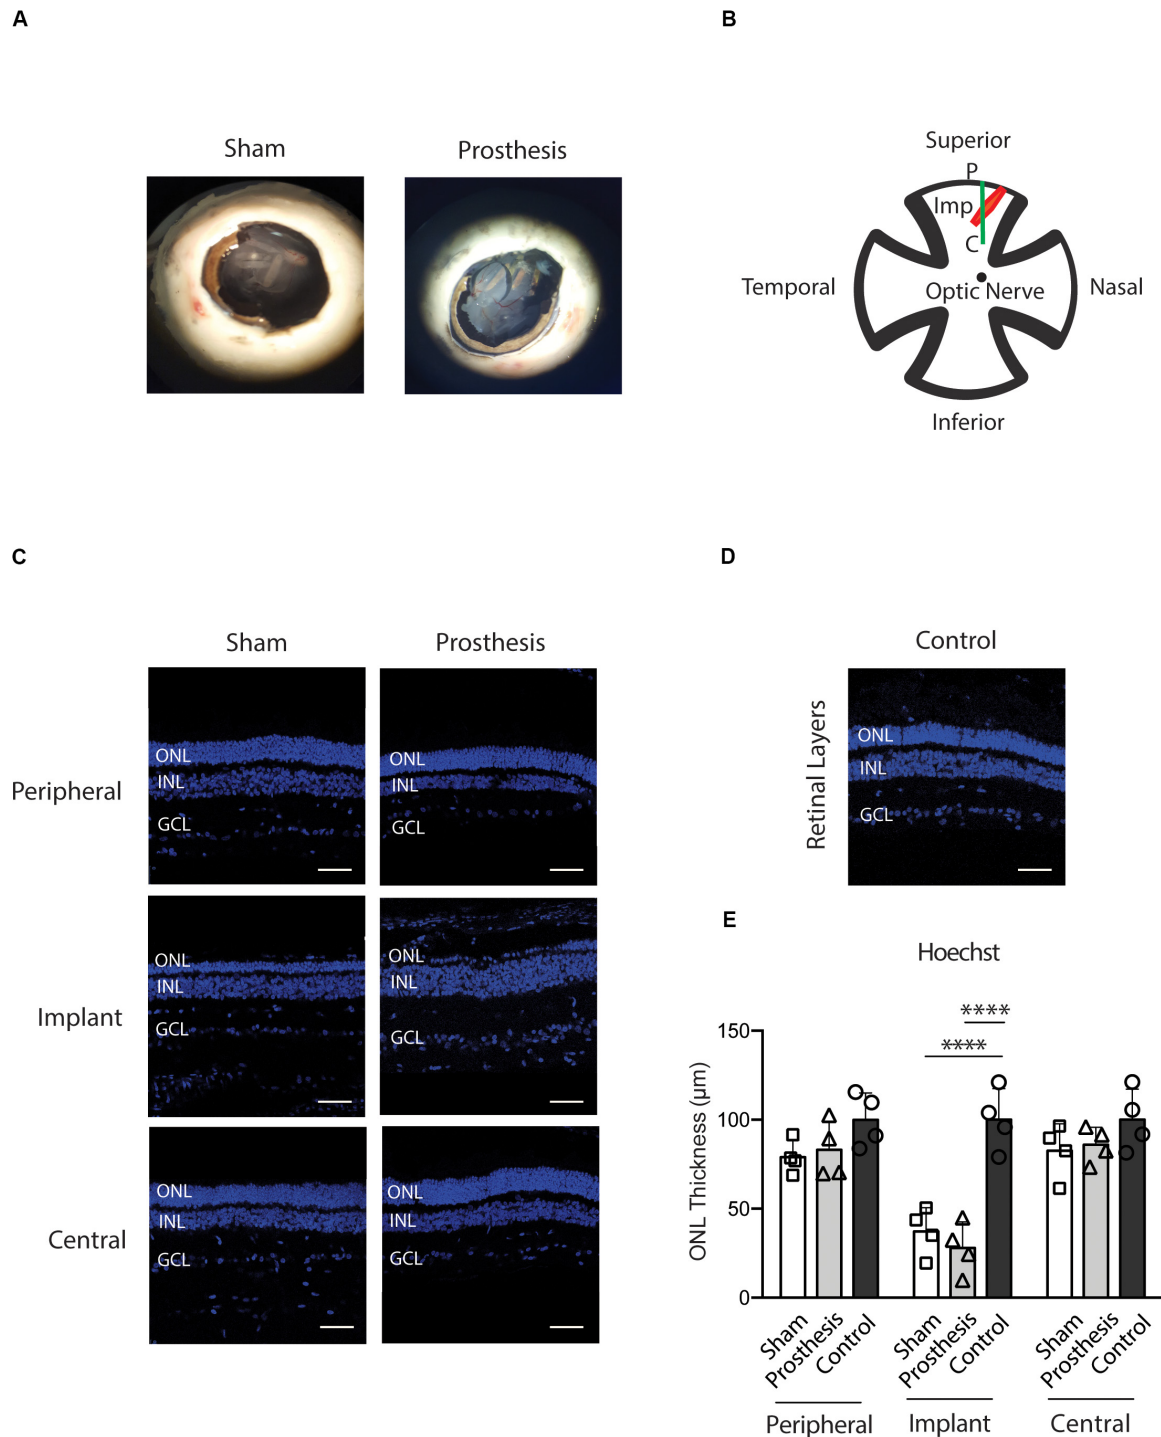 A
B
Sham
Prosthesis
Superior
P
Imp
C
Temporal
Optic Nerve
Nasal
Inferior
C
D
Sham
Prosthesis
Control
Peripheral
ONL
INL
GCL
ONL
INL
GCL
Retinal Layers
ONL
INL
GCL
Implant
ONL
INL
GCL
ONL
INL
GCL
Central
ONL
INL
GCL
ONL
INL
GCL
E
Hoechst
ONL Thickness (µm)
150
100
50
0
****
****
Sham
Prosthesis
Control
Sham
Prosthesis
Control
Sham
Prosthesis
Control
Peripheral
Implant
Central